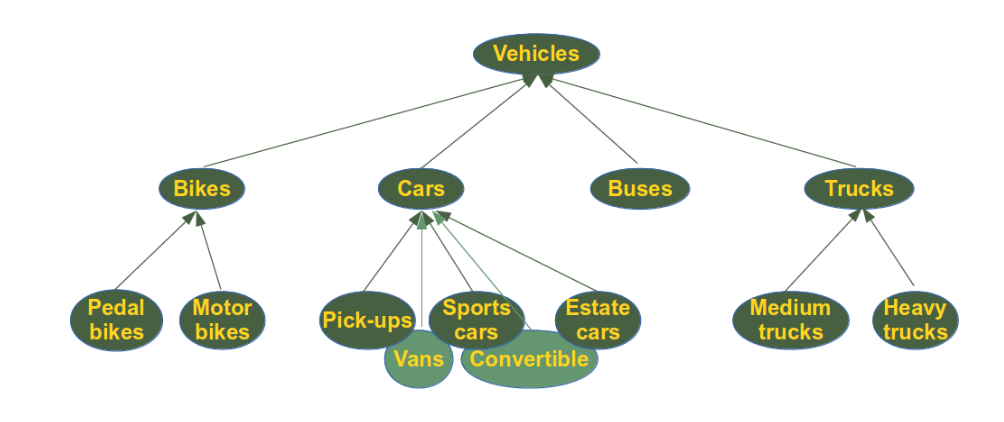 Vehicles
Bikes
Cars
Buses
Trucks
Pedal
bikes
Motor
bikes
Pick-ups
Sports
cars
Estate
cars
Medium
trucks
Heavy
trucks
Vans
Convertible